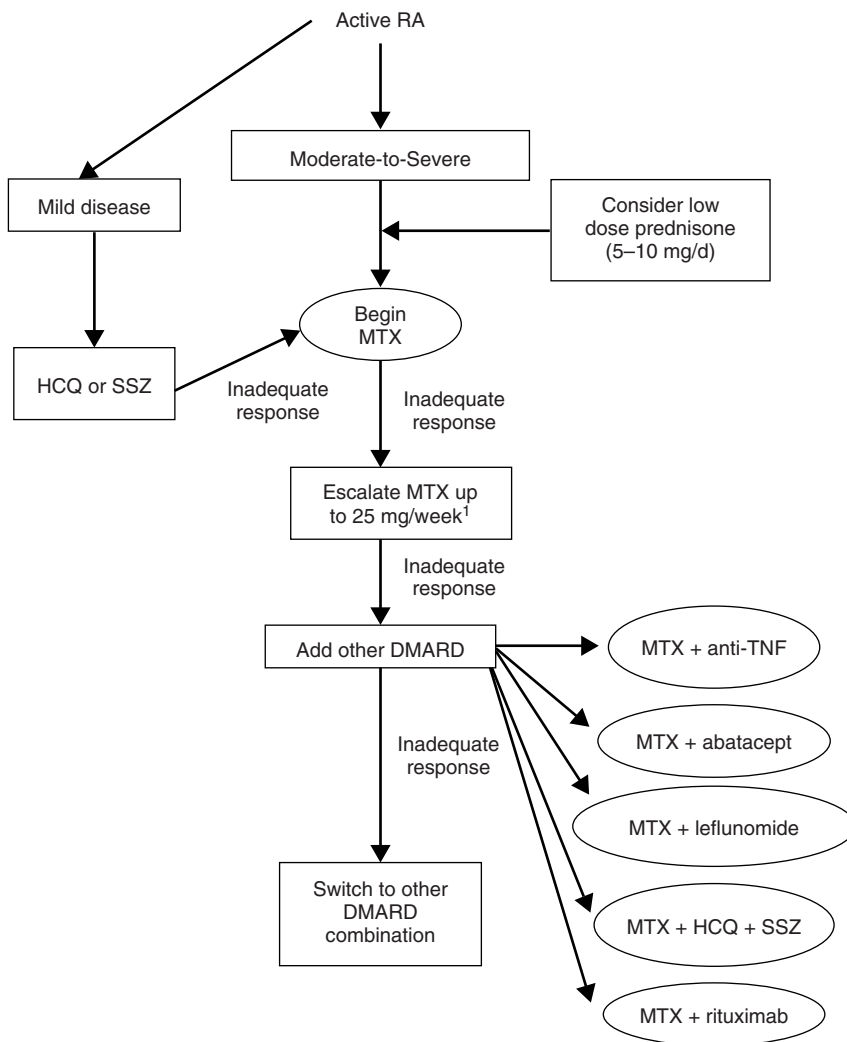 Active RA
Moderate-to-Severe
Mild disease
Consider low
dose prednisone
(5–10 mg/d)
Begin
MTX
HCQ or SSZ
Inadequate
response
Inadequate
response
Escalate MTX up
to 25 mg/week¹
Inadequate
response
Add other DMARD
MTX + anti-TNF
MTX + abatacept
Inadequate
response
MTX + leflunomide
Switch to other
DMARD
combination
MTX + HCQ + SSZ
MTX + rituximab